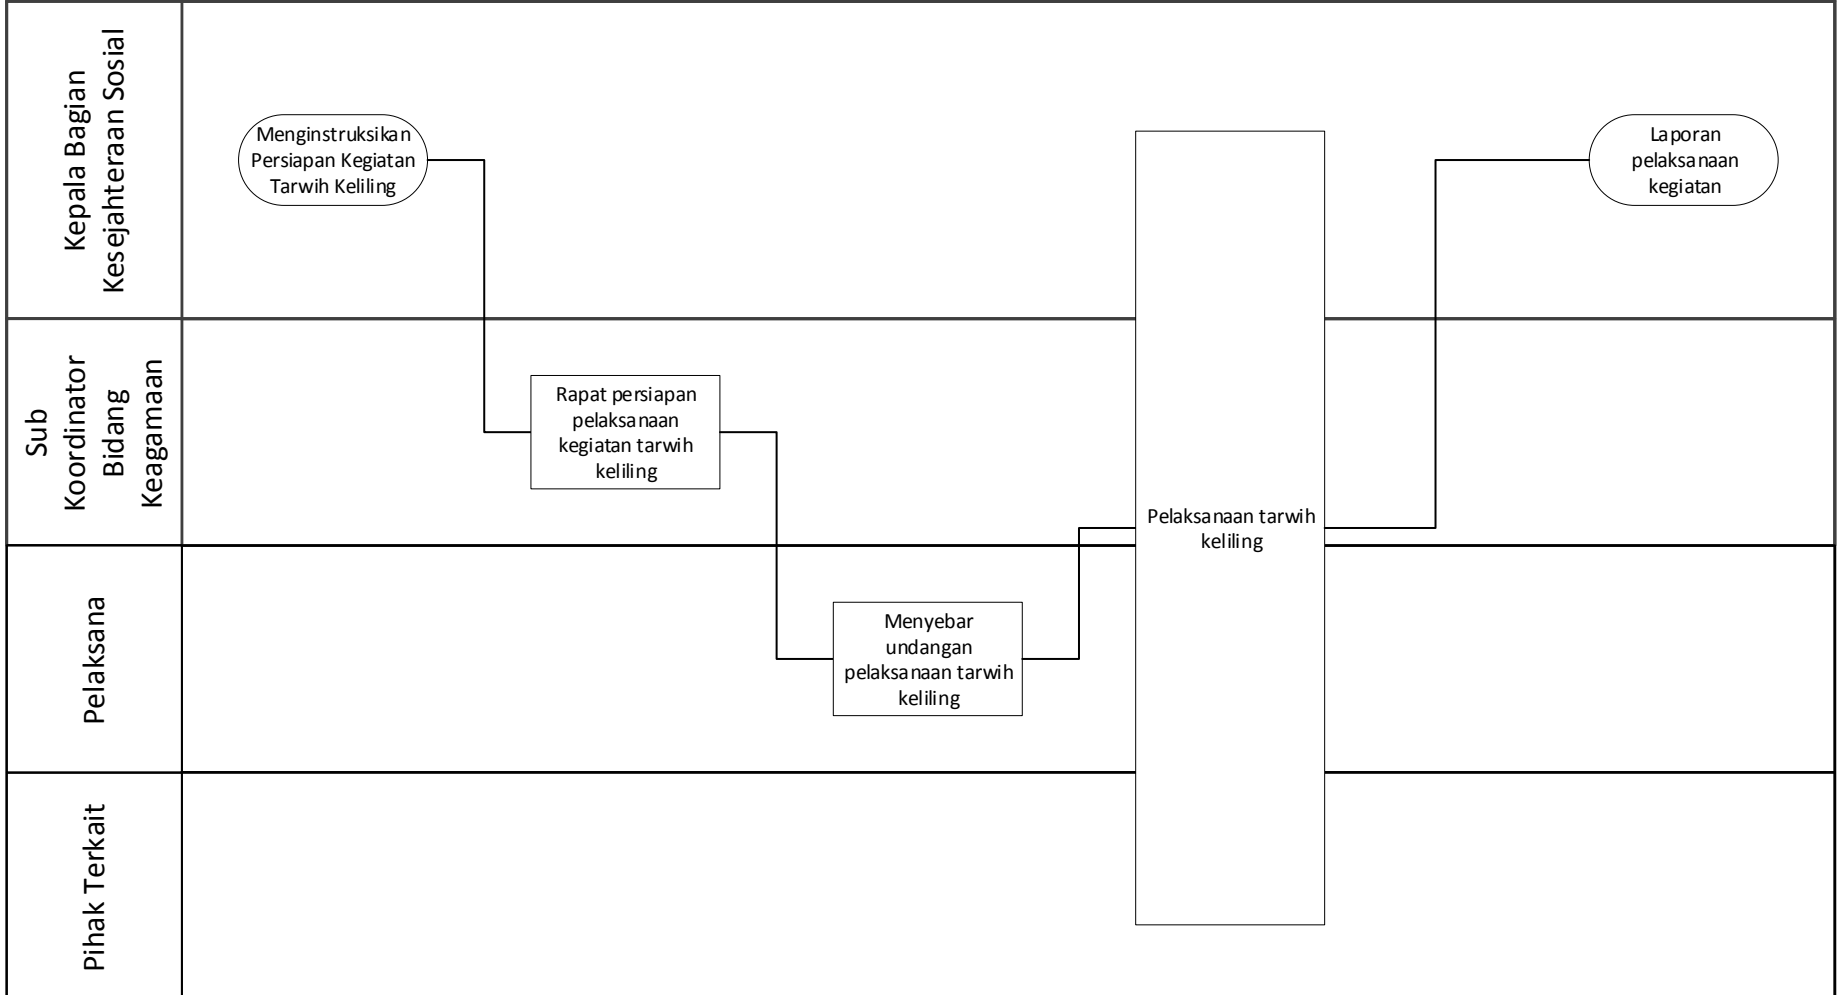 Kepala Bagian
Kesejahteraan Sosial
Menginstruksikan
Persiapan Kegiatan
Tarwih Keliling
Laporan
pelaksanaan
kegiatan
Sub
Koordinator
Bidang
Keagamaan
Rapat persiapan
pelaksanaan
kegiatan tarwih
keliling
Pelaksanaan tarwih
keliling
Pelaksana
Menyebar
undangan
pelaksanaan tarwih
keliling
Pihak Terkait